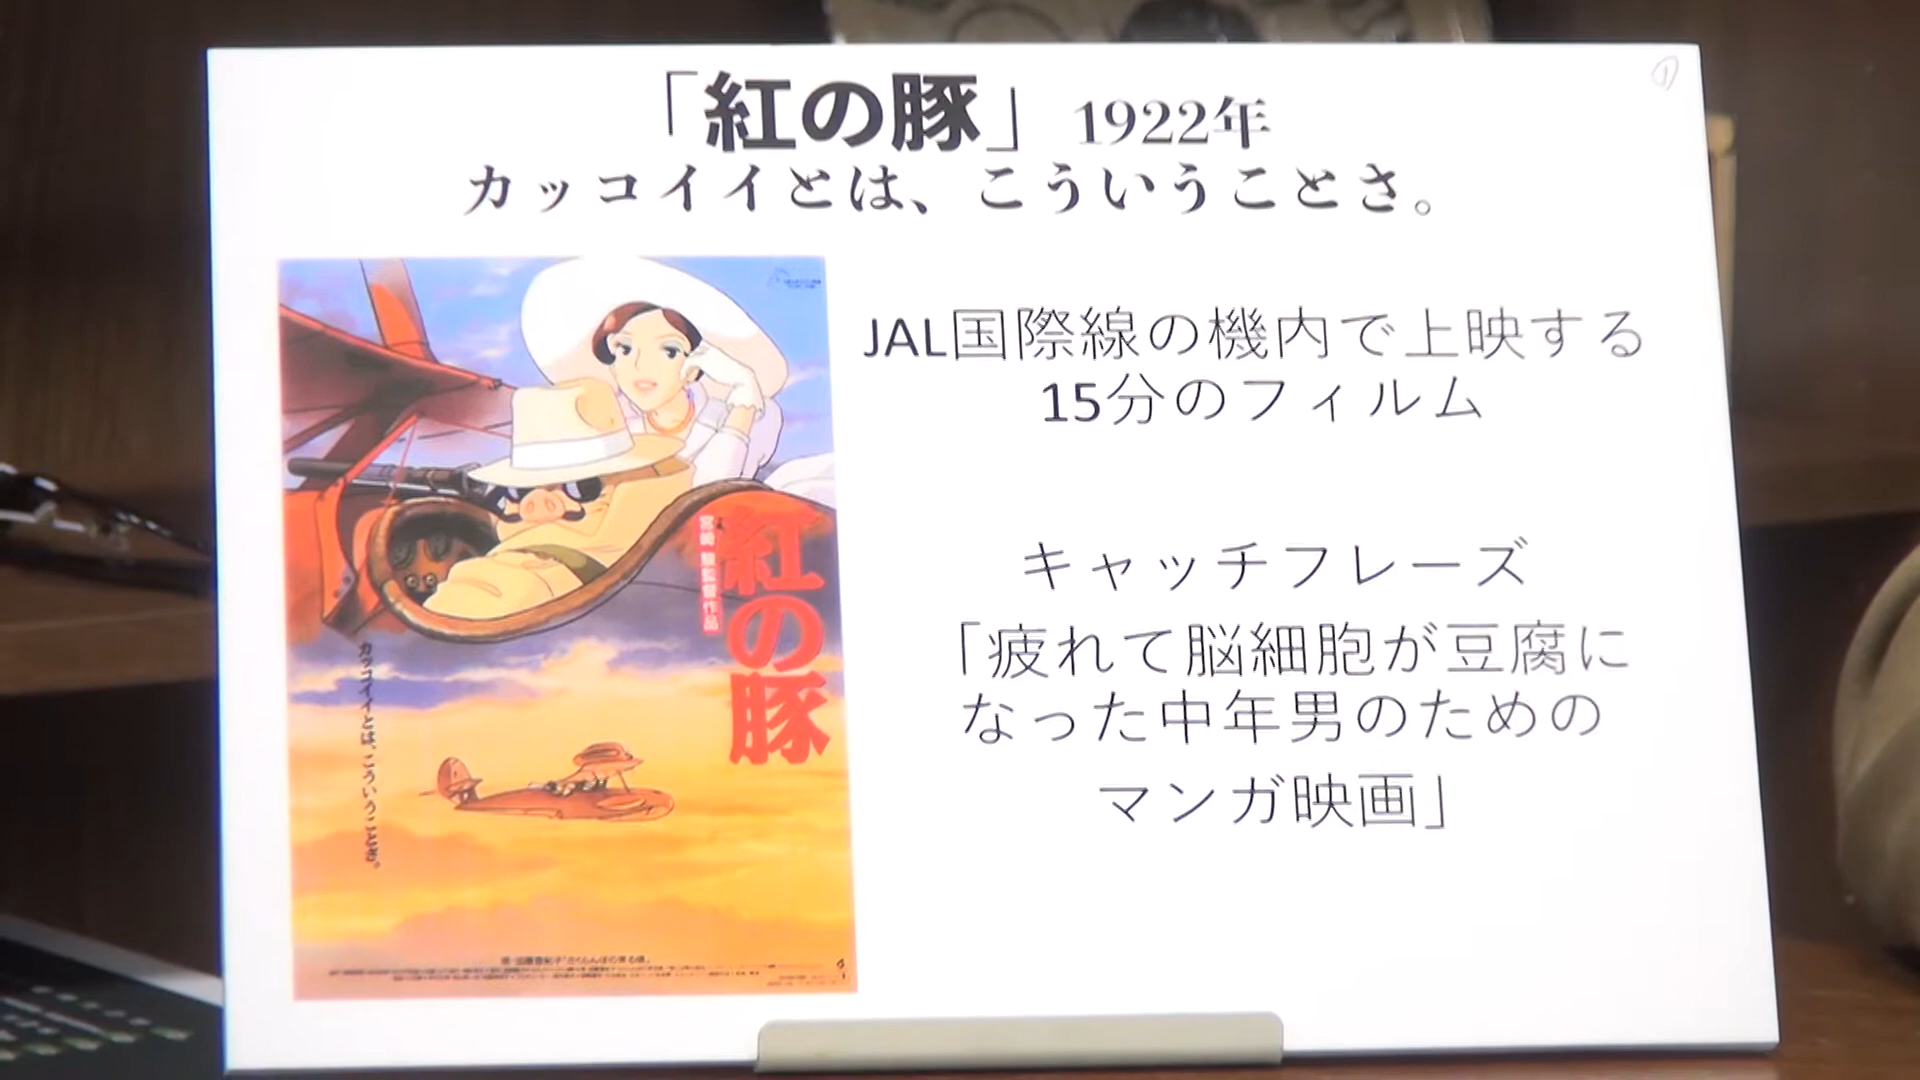 「紅の豚」 1922年
カッコイイとは、こういうことさ。
JAL国際線の機内で上映する
15分のフィルム
キャッチフレーズ
「疲れて脳細胞が豆腐に
なった中年男のための
マンガ映画」
紅の豚
宮崎 駿監督作品
カッコイイとは、こういうことさ。